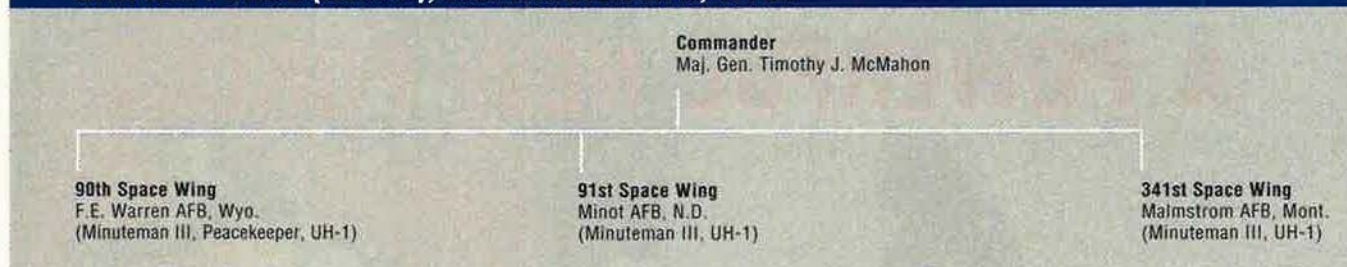 Commander
Maj. Gen. Timothy J. McMahon
90th Space Wing
F.E. Warren AFB, Wyo.
(Minuteman III, Peacekeeper, UH-1)
91st Space Wing
Minot AFB, N.D.
(Minuteman III, UH-1)
341st Space Wing
Malmstrom AFB, Mont.
(Minuteman III, UH-1)